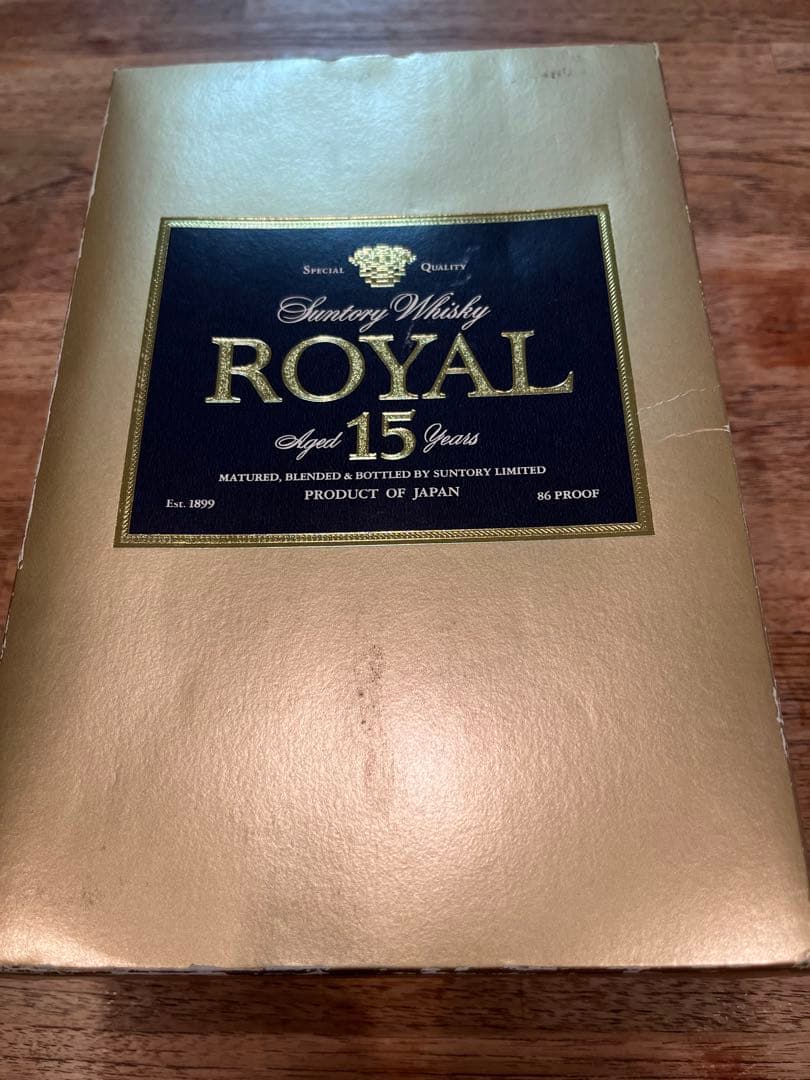 SPECIAL QUALITY
Suntory Whisky
ROYAL
Aged 15 Years
MATURED, BLENDED & BOTTLED BY SUNTORY LIMITED
PRODUCT OF JAPAN
Est. 1899
86 PROOF